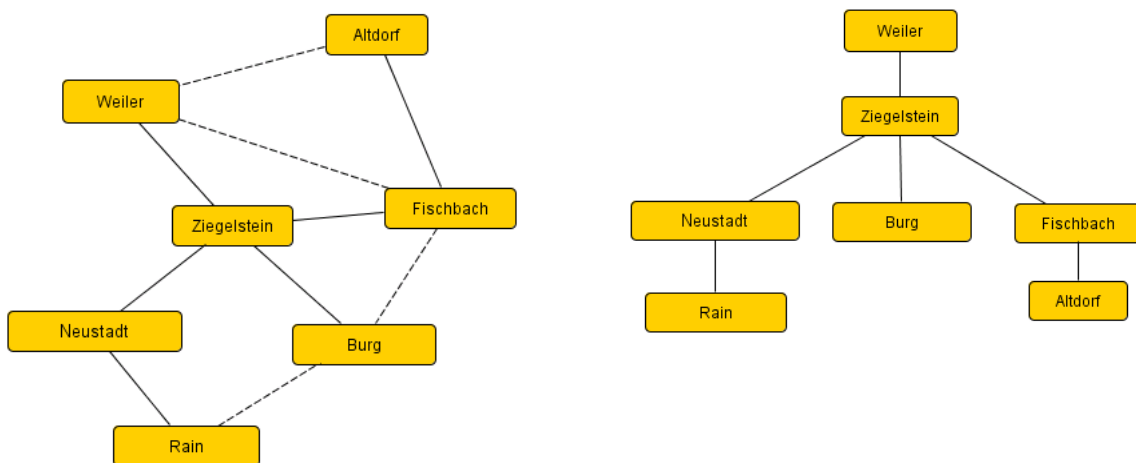 Altdorf
Weiler
Fischbach
Ziegelstein
Neustadt
Burg
Rain
Weiler
Ziegelstein
Neustadt
Burg
Fischbach
Rain
Altdorf